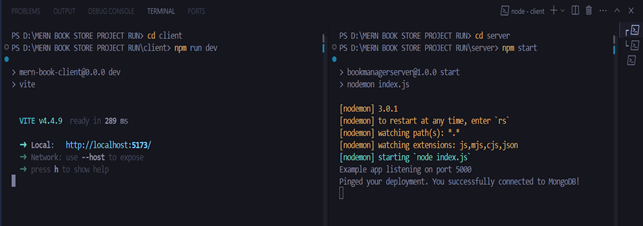 PROBLEMS OUTPUT DEBUG CONSOLE TERMINAL PORTS
node - client
PS D:\MERN BOOK STORE PROJECT RUN> cd client
PS D:\MERN BOOK STORE PROJECT RUN\client> npm run dev
> mern-book-client@0.0.0 dev
> vite
VITE v4.4.9 ready in 289 ms
➜ Local: http://localhost:5173/
➜ Network: use --host to expose
➜ press h to show help
PS D:\MERN BOOK STORE PROJECT RUN> cd server
PS D:\MERN BOOK STORE PROJECT RUN\server> npm start
> bookmanagerserver@1.0.0 start
> nodemon index.js
[nodemon] 3.0.1
[nodemon] to restart at any time, enter `rs`
[nodemon] watching path(s): *.*
[nodemon] watching extensions: js,mjs,cjs,json
[nodemon] starting `node index.js`
Example app listening on port 5000
Pinged your deployment. You successfully connected to MongoDB!